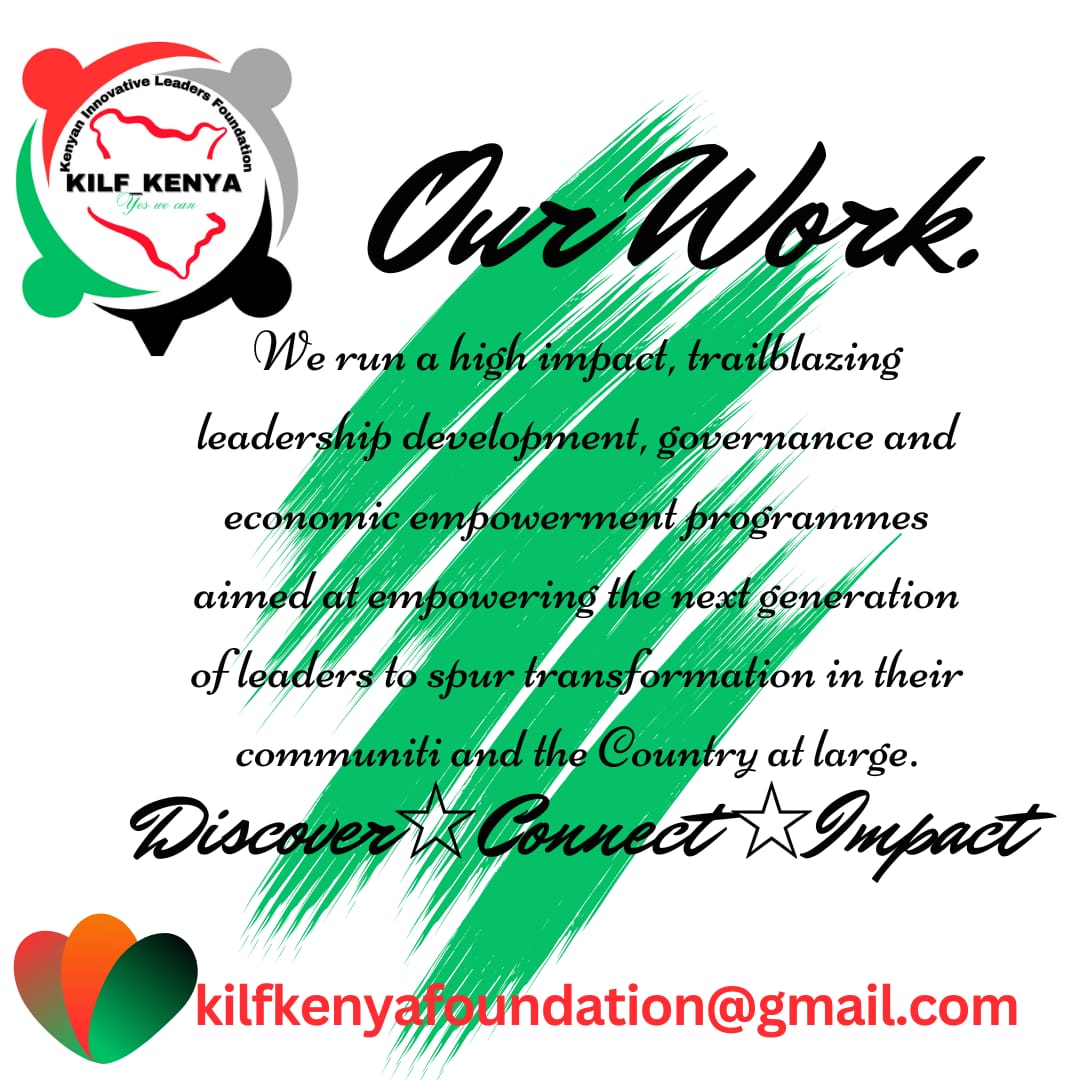 Kenyan Innovative Leaders Foundation
KILF_KENYA
Yes we can
Our Work.
We run a high impact, trailblazing
leadership development, governance and
economic empowerment programmes
aimed at empowering the next generation
of leaders to spur transformation in their
communiti and the Country at large.
Discover☆Connect☆Impact
kilfkenyafoundation@gmail.com